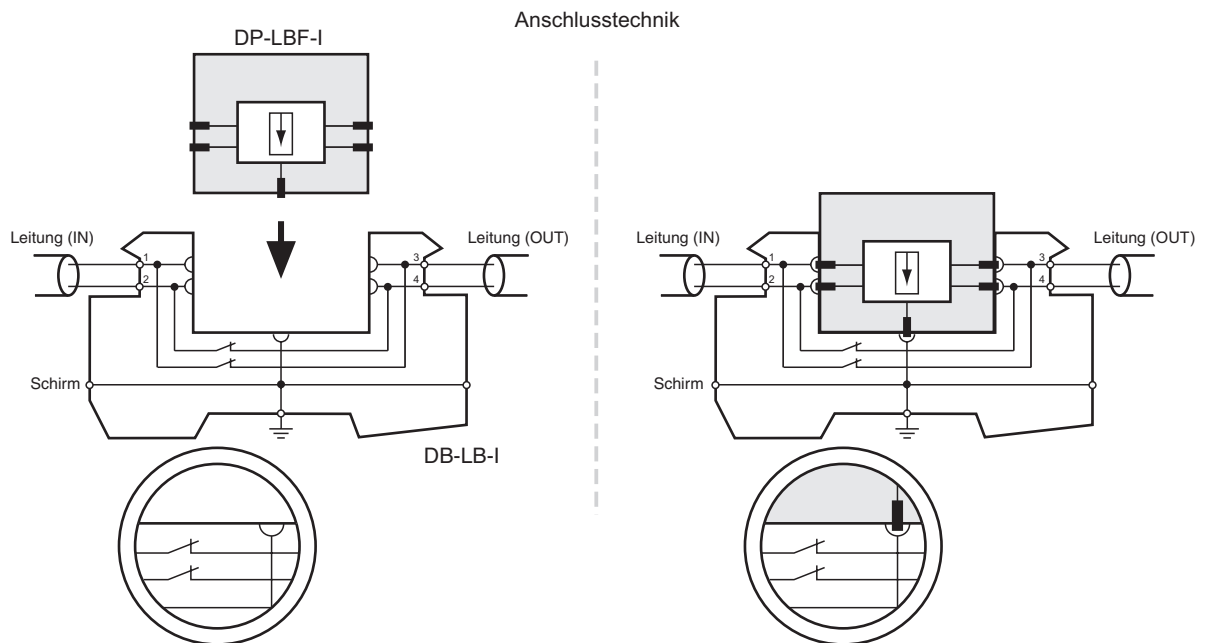 Anschlusstechnik
DP-LBF-I
Leitung (IN)
Leitung (OUT)
1
2
3
4
Schirm
DB-LB-I
Leitung (IN)
Leitung (OUT)
1
2
3
4
Schirm